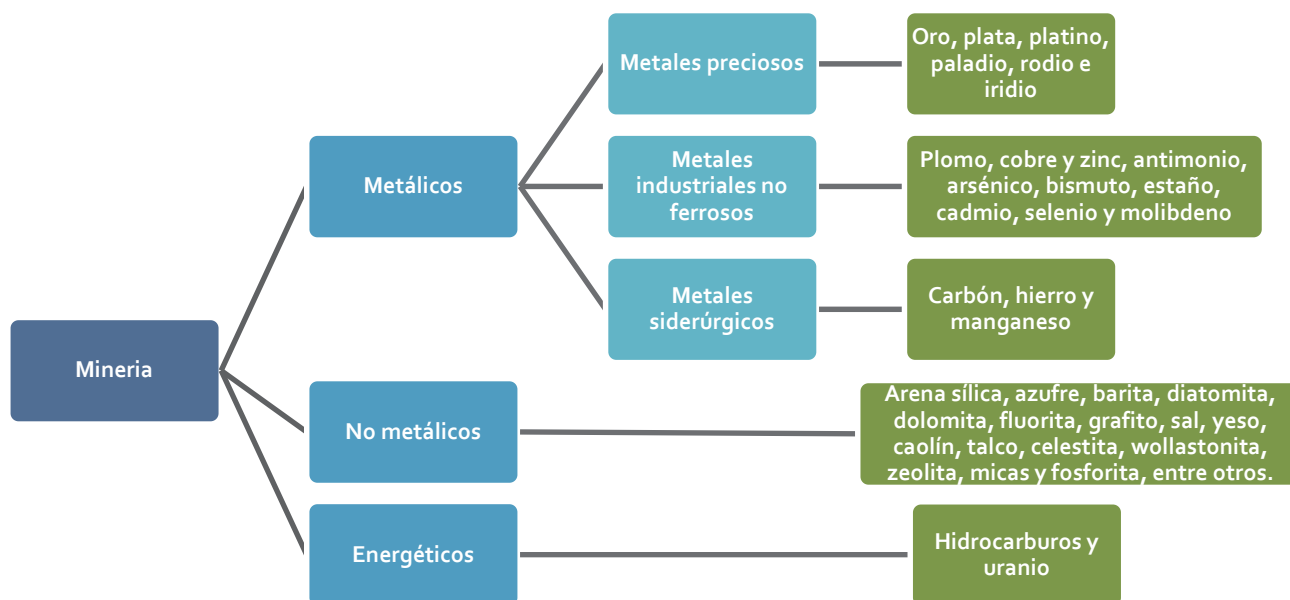 Mineria
Metálicos
Metales preciosos
Oro, plata, platino,
paladio, rodio e
iridio
Metales
industriales no
ferrosos
Plomo, cobre y zinc, antimonio,
arsénico, bismuto, estaño,
cadmio, selenio y molibdeno
Metales
siderúrgicos
Carbón, hierro y
manganeso
No metálicos
Arena sílica, azufre, barita, diatomita,
dolomita, fluorita, grafito, sal, yeso,
caolín, talco, celestita, wollastonita,
zeolita, micas y fosforita, entre otros.
Energéticos
Hidrocarburos y
uranio